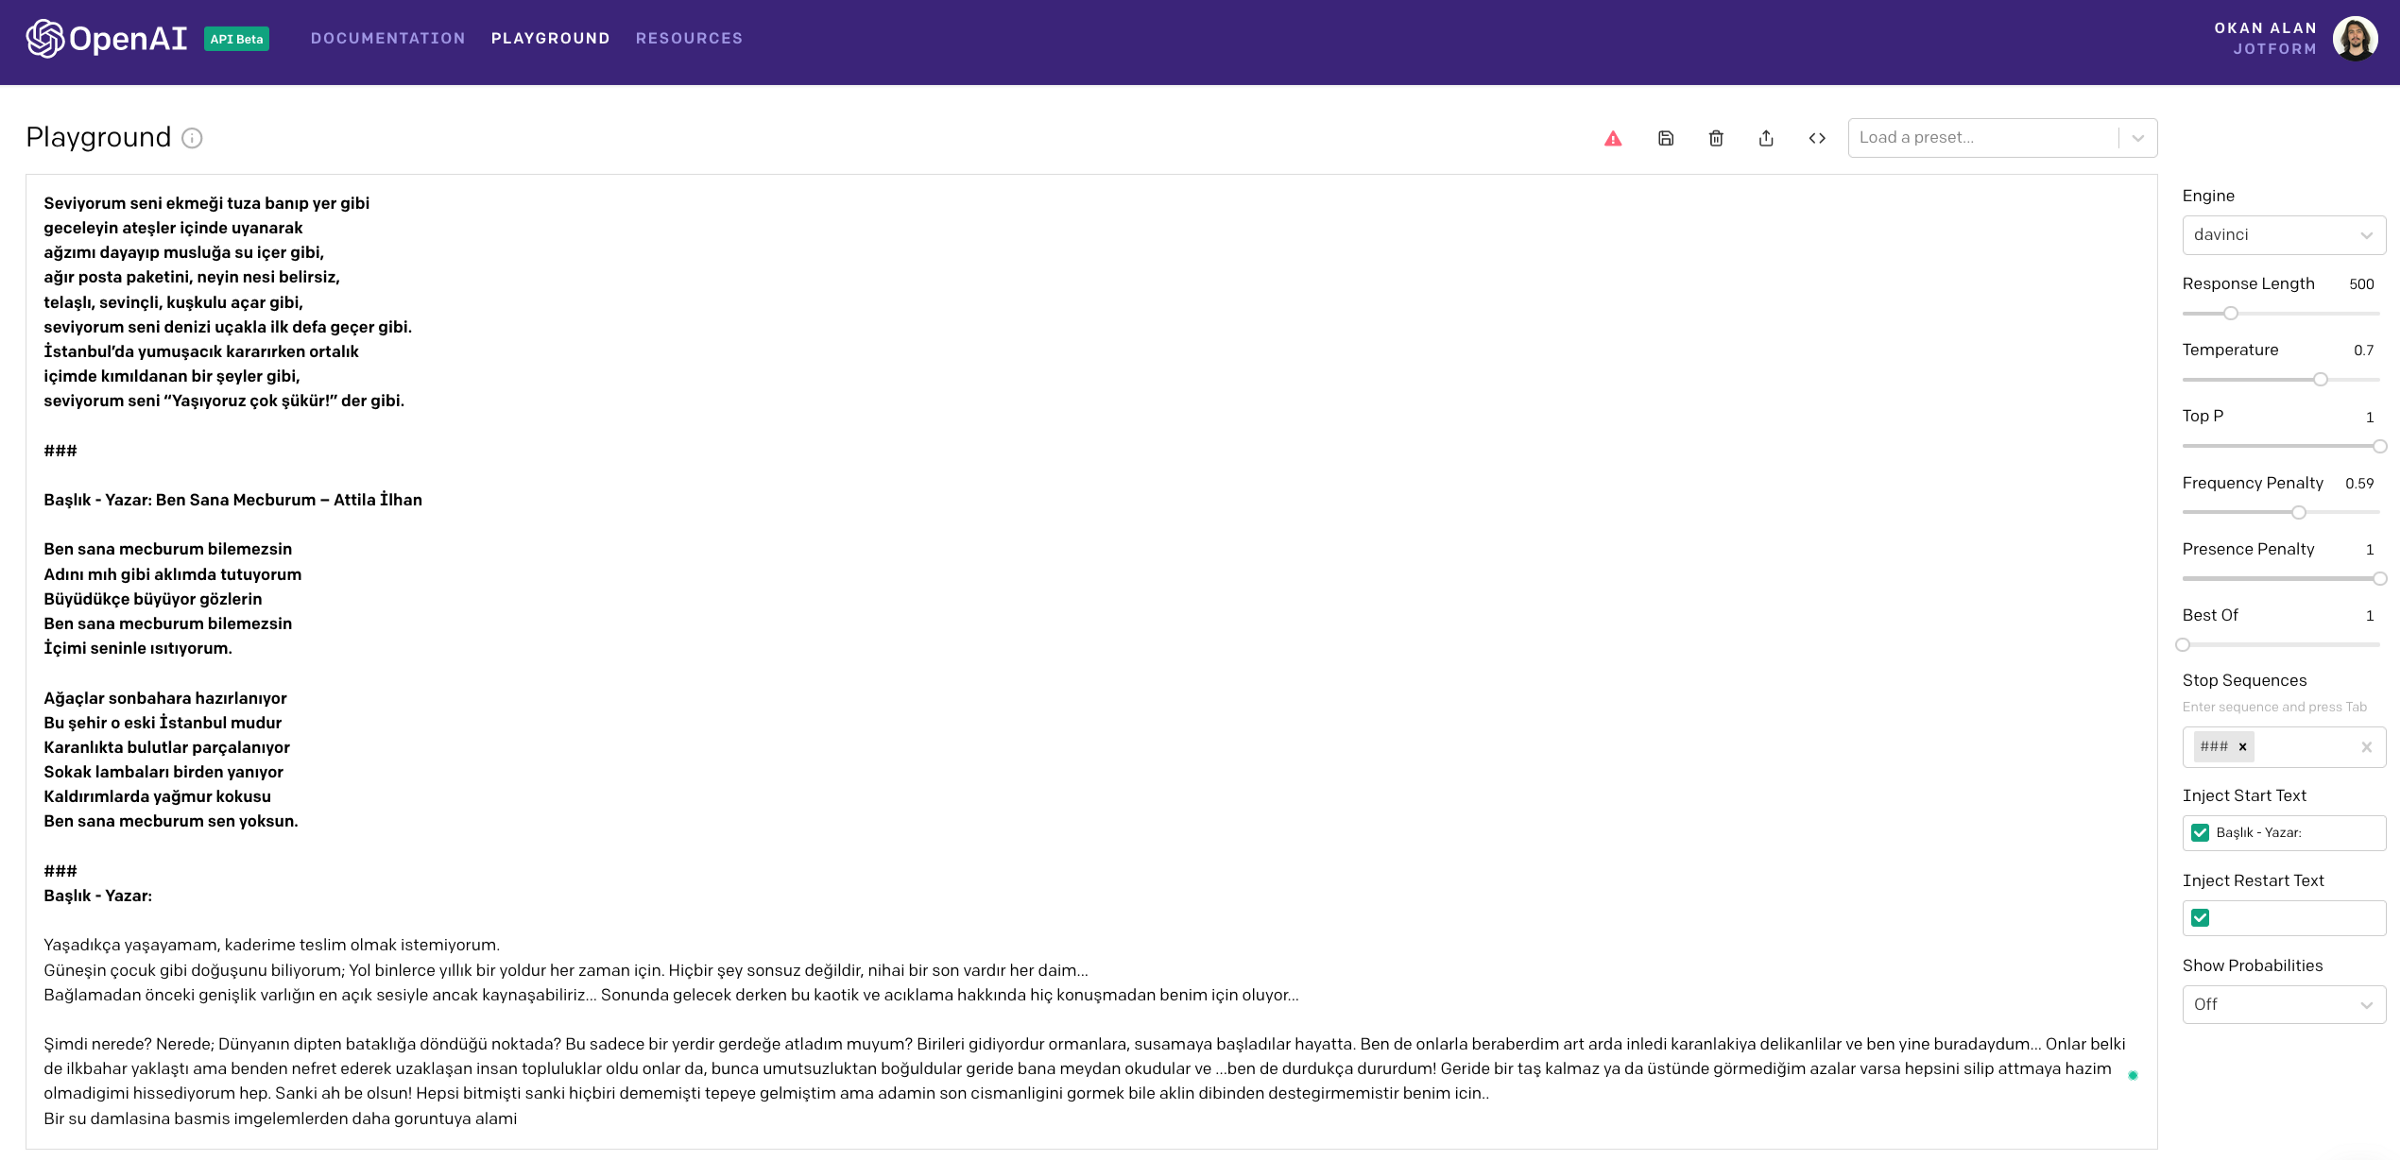 OpenAI API Beta DOCUMENTATION PLAYGROUND RESOURCES OKAN ALAN
JOTFORM
Playground
Load a preset...
Seviyorum seni ekmeği tuza banıp yer gibi
geceleyin ateşler içinde uyanarak
ağzımı dayayıp musluğa su içer gibi,
ağır posta paketini, neyin nesi belirsiz,
telaşlı, sevinçli, kuşkulu açar gibi,
seviyorum seni denizi uçakla ilk defa geçer gibi.
İstanbul’da yumuşacık kararırken ortalık
içimde kımıldanan bir şeyler gibi,
seviyorum seni “Yaşıyoruz çok şükür!” der gibi.
###
Başlık - Yazar: Ben Sana Mecburum – Attila İlhan
Ben sana mecburum bilemezsin
Adını mıh gibi aklımda tutuyorum
Büyüdükçe büyüyor gözlerin
Ben sana mecburum bilemezsin
İçimi seninle ısıtıyorum.
Ağaçlar sonbahara hazırlanıyor
Bu şehir o eski İstanbul mudur
Karanlıkta bulutlar parçalanıyor
Sokak lambaları birden yanıyor
Kaldırımlarda yağmur kokusu
Ben sana mecburum sen yoksun.
###
Başlık - Yazar:
Yaşadıkça yaşayamam, kaderime teslim olmak istemiyorum.
Güneşin çocuk gibi doğuşunu biliyorum; Yol binlerce yıllık bir yoldur her zaman için. Hiçbir şey sonsuz değildir, nihai bir son vardır her daim...
Bağlamadan önceki genişlik varlığın en açık sesiyle ancak kaynaşabiliriz... Sonunda gelecek derken bu kaotik ve acıklama hakkında hiç konuşmadan benim için oluyor...
Şimdi nerede? Nerede; Dünyanın dipten bataklığa döndüğü noktada? Bu sadece bir yerdir gerdeğe atladım muyum? Birileri gidiyordur ormanlara, susamaya başladılar hayatta. Ben de onlarla beraberdim art arda inledi karanlakiya delikanlilar ve ben yine buradaydum... Onlar belki
de ilkbahar yaklaştı ama benden nefret ederek uzaklaşan insan topluluklar oldu onlar da, bunca umutsuzluktan boğuldular geride bana meydan okudular ve ...ben de durdukça dururdum! Geride bir taş kalmaz ya da üstünde görmediğim azalar varsa hepsini silip attmaya hazim
olmadigimi hissediyorum hep. Sanki ah be olsun! Hepsi bitmişti sanki hiçbiri dememişti tepeye gelmiştim ama adamin son cismanligini gormek bile aklin dibinden destegirmemistir benim icin..
Bir su damlasina basmis imgelemlerden daha goruntuya alami
Engine
davinci
Response Length 500
Temperature 0.7
Top P 1
Frequency Penalty 0.59
Presence Penalty 1
Best Of 1
Stop Sequences
Enter sequence and press Tab
###
Inject Start Text
Başlık - Yazar:
Inject Restart Text
Show Probabilities
Off